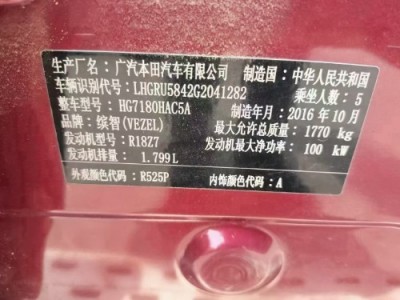 生产厂名：广汽本田汽车有限公司 制造国：中华人民共和国
车辆识别代号：LHGRU5842G2041282 乘坐人数：5
整车型号：HG7180HAC5A 制造年月：2016 年 10 月
品牌：缤智(VEZEL) 最大允许总质量：1770 kg
发动机型号：R18Z7 发动机最大净功率：100 kW
发动机排量：1.799L
外观颜色代码：R525P 内饰颜色代码：A